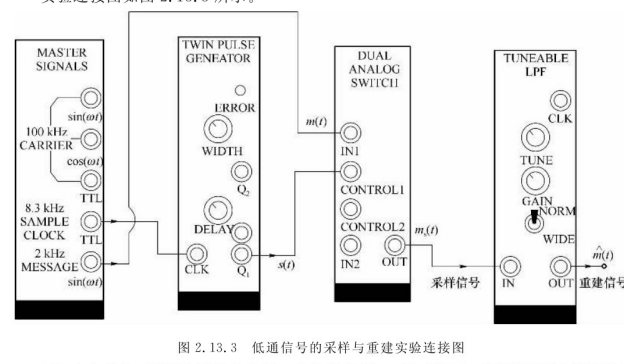 实验连接图如图 2.13.3 所示。
MASTER
SIGNALS
sin(ωt)
100 kHz
CARRIER
cos(ωt)
TTL
8.3 kHz
SAMPLE
CLOCK
TTL
2 kHz
MESSAGE
sin(ωt)
TWIN PULSE
GENEATOR
ERROR
WIDTH
Q₂
DELAY
CLK
Q₁
s(t)
m(t)
DUAL
ANALOG
SWITCH
IN1
CONTROL1
CONTROL2
IN2
OUT
mₛ(t)
采样信号
TUNEABLE
LPF
CLK
TUNE
GAIN
NORM
WIDE
IN
OUT
m̂(t)
重建信号
图 2.13.3 低通信号的采样与重建实验连接图